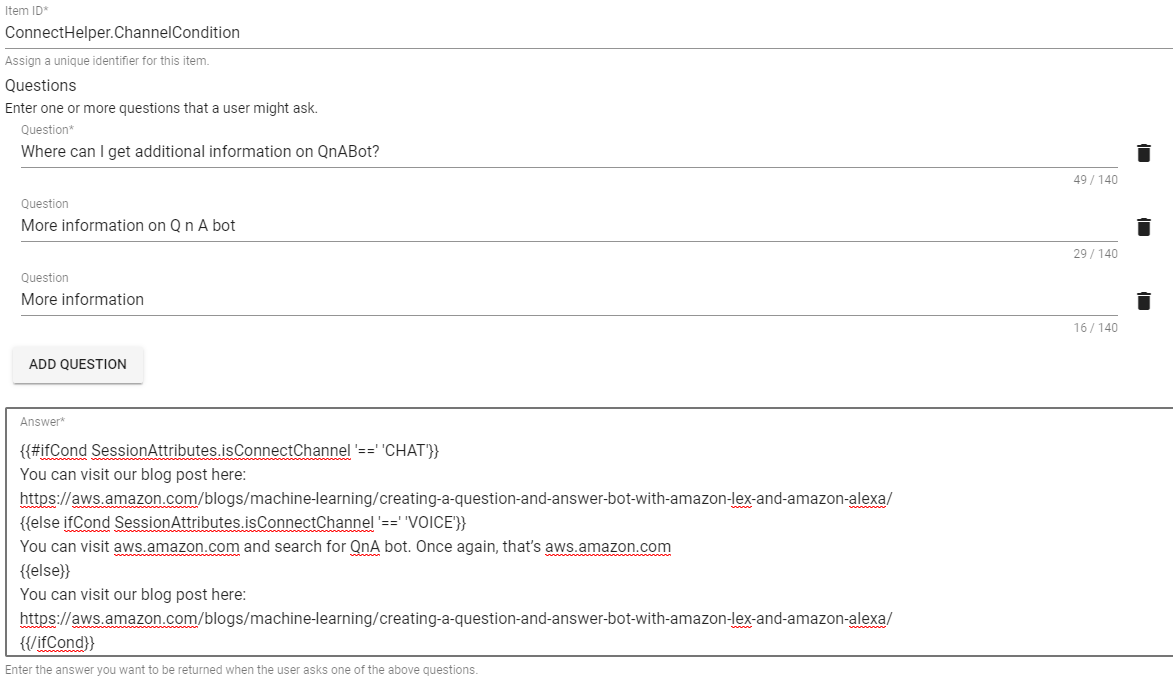 Item ID*
ConnectHelper.ChannelCondition
Assign a unique identifier for this item.
Questions
Enter one or more questions that a user might ask.
Question*
Where can I get additional information on QnABot?
49 / 140
Question
More information on Q n A bot
29 / 140
Question
More information
16 / 140
ADD QUESTION
Answer*
{{#ifCond SessionAttributes.isConnectChannel '==' 'CHAT'}}
You can visit our blog post here:
https://aws.amazon.com/blogs/machine-learning/creating-a-question-and-answer-bot-with-amazon-lex-and-amazon-alexa/
{{else ifCond SessionAttributes.isConnectChannel '==' 'VOICE'}}
You can visit aws.amazon.com and search for QnA bot. Once again, that’s aws.amazon.com
{{else}}
You can visit our blog post here:
https://aws.amazon.com/blogs/machine-learning/creating-a-question-and-answer-bot-with-amazon-lex-and-amazon-alexa/
{{/ifCond}}
Enter the answer you want to be returned when the user asks one of the above questions.